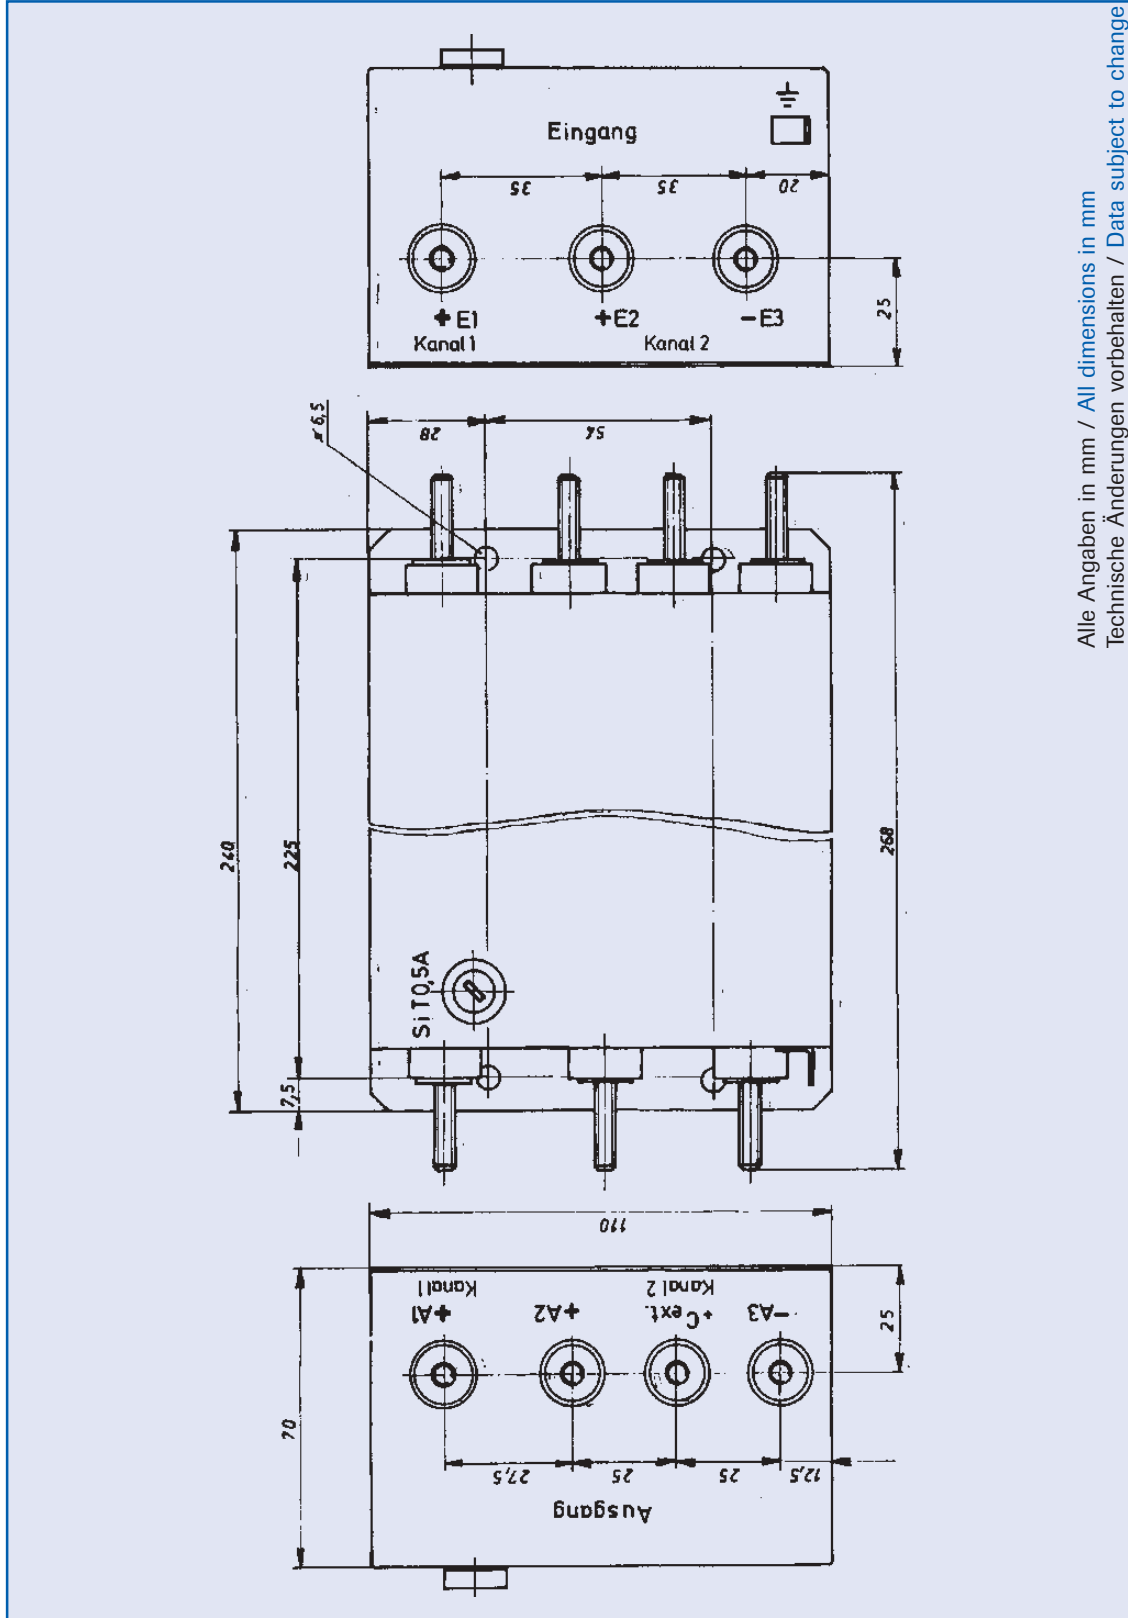 Eingang
35 35 20
+E1 +E2 -E3
Kanal 1 Kanal 2
25
ø 6,5
28 54
240
225
268
Si T0,5A
7,5
110
Kanal 1 Kanal 2
+A1 +A2 +C ext. -A3
25
70
27,5 25 25 12,5
Ausgang
Alle Angaben in mm / All dimensions in mm
Technische Änderungen vorbehalten / Data subject to change